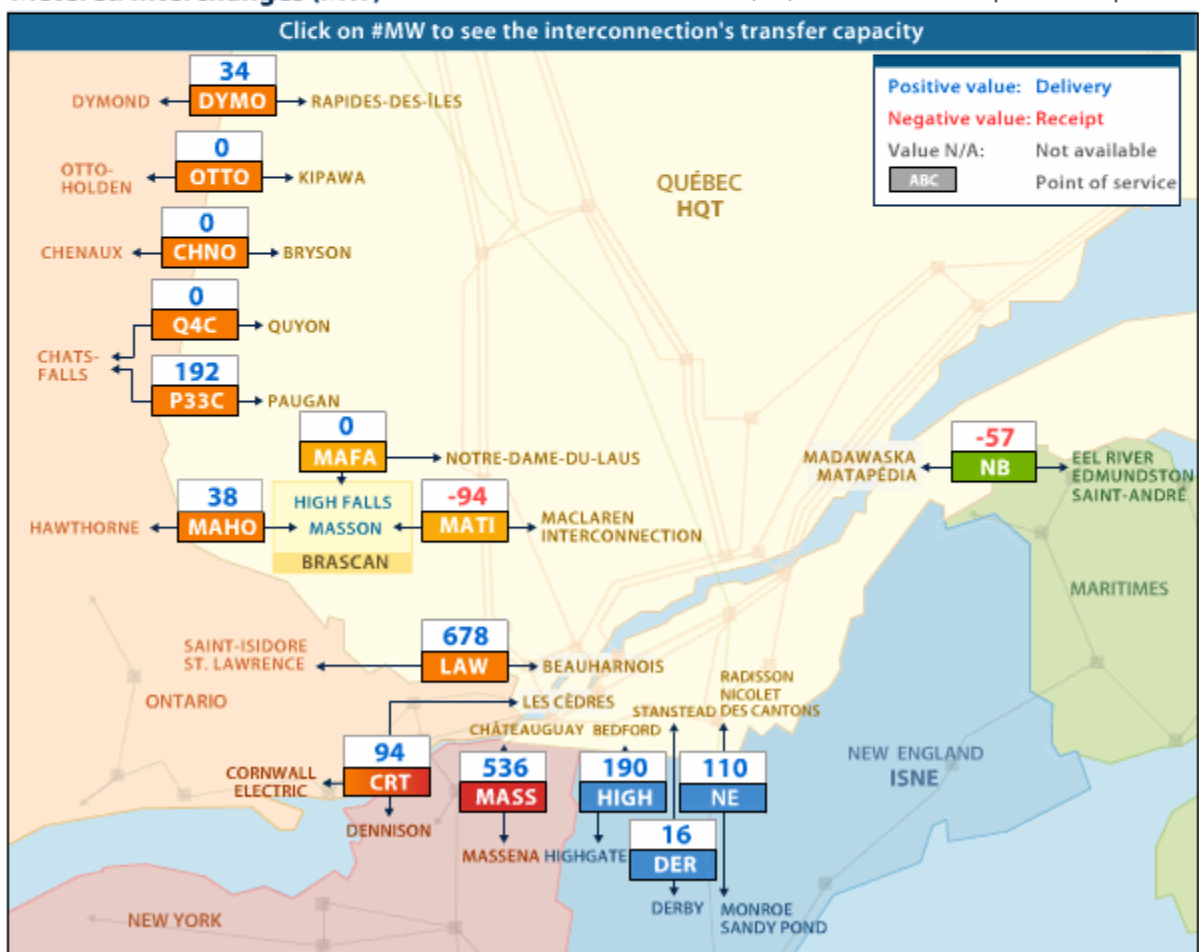 Click on #MW to see the interconnection's transfer capacity
34
DYMOND
DYMO
RAPIDES-DES-ÎLES
Positive value: Delivery
Negative value: Receipt
Value N/A: Not available
ABC Point of service
0
OTTO-
HOLDEN
OTTO
KIPAWA
QUÉBEC
HQT
0
CHENAUX
CHNO
BRYSON
0
Q4C
QUYON
CHATS-
FALLS
192
P33C
PAUGAN
0
MAFA
NOTRE-DAME-DU-LAUS
MADAWASKA
MATAPÉDIA
-57
NB
EEL RIVER
EDMUNDSTON
SAINT-ANDRÉ
38
HAWTHORNE
MAHO
HIGH FALLS
MASSON
BRASCAN
-94
MATI
MACLAREN
INTERCONNECTION
MARITIMES
678
SAINT-ISIDORE
ST. LAWRENCE
LAW
BEAUHARNOIS
ONTARIO
LES CÈDRES
RADISSON
NICOLET
DES CANTONS
STANSTEAD
CHÂTEAUGUAY
BEDFORD
94
CORNWALL
ELECTRIC
CRT
DENNISON
536
MASS
MASSENA
190
HIGH
HIGHGATE
110
NE
16
DER
DERBY
MONROE
SANDY POND
NEW ENGLAND
ISNE
NEW YORK